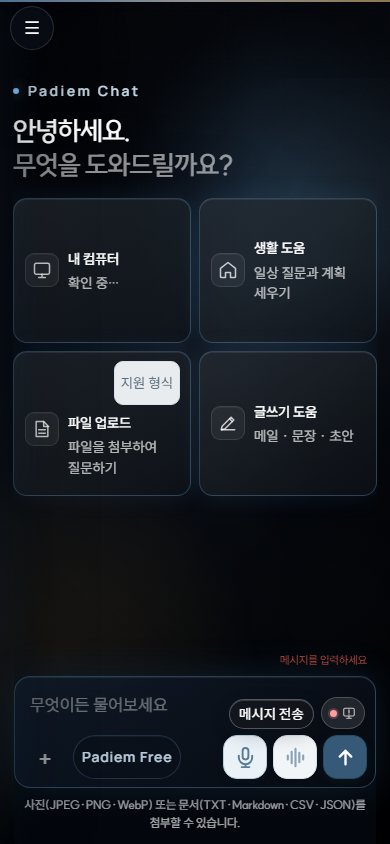 Padiem Chat
안녕하세요.
무엇을 도와드릴까요?
내 컴퓨터
확인 중…
생활 도움
일상 질문과 계획
세우기
지원 형식
파일 업로드
파일을 첨부하여
질문하기
글쓰기 도움
메일 · 문장 · 초안
메시지를 입력하세요
무엇이든 물어보세요
메시지 전송
+
Padiem Free
사진(JPEG·PNG·WebP) 또는 문서(TXT·Markdown·CSV·JSON)를
첨부할 수 있습니다.